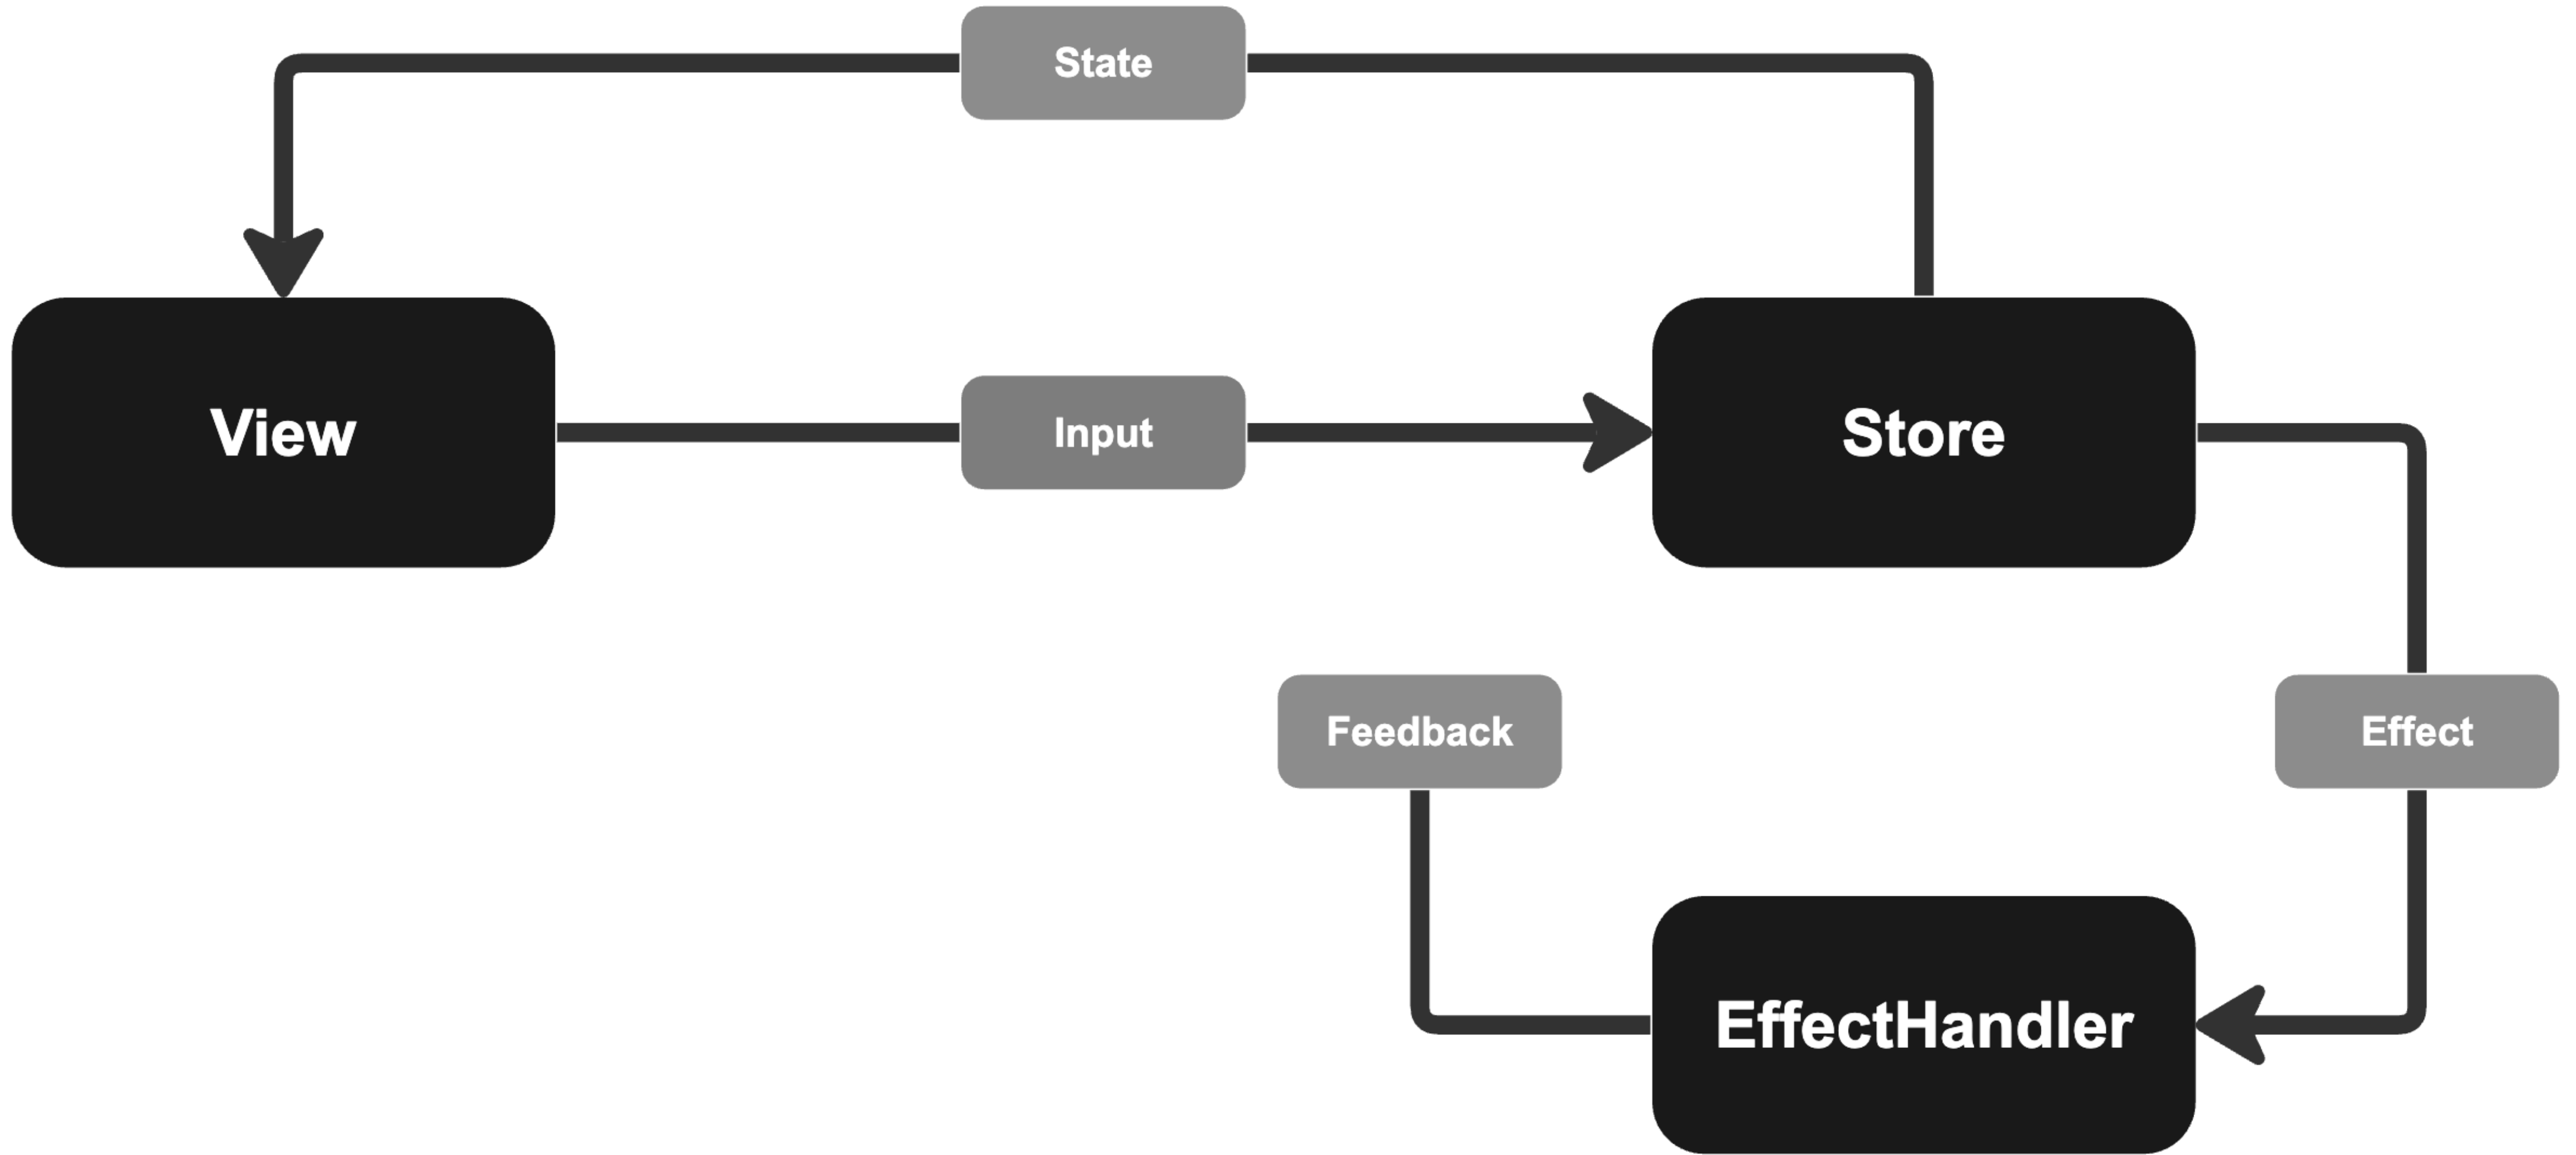 State
View
Input
Store
Feedback
Effect
EffectHandler